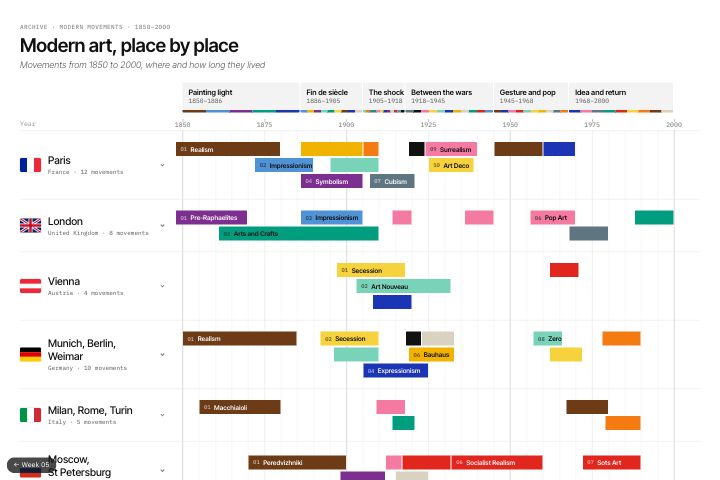 ARCHIVE · MODERN MOVEMENTS · 1850–2000
Modern art, place by place
Movements from 1850 to 2000, where and how long they lived
Painting light
1850–1886
Fin de siècle
1886–1905
The shock
1905–1918
Between the wars
1918–1945
Gesture and pop
1945–1968
Idea and return
1968–2000
Year
1850 1875 1900 1925 1950 1975 2000
Paris
France · 12 movements
01 Realism
09 Surrealism
02 Impressionism
10 Art Deco
04 Symbolism
07 Cubism
London
United Kingdom · 8 movements
01 Pre-Raphaelites
03 Impressionism
06 Pop Art
Arts and Crafts
Vienna
Austria · 4 movements
01 Secession
Art Nouveau
Munich, Berlin,
Weimar
Germany · 10 movements
01 Realism
02 Secession
08 Zero
06 Bauhaus
04 Expressionism
Milan, Rome, Turin
Italy · 5 movements
01 Macchiaioli
Moscow,
St Petersburg
01 Peredvizhniki
06 Socialist Realism
07 Sots Art
← Week 05